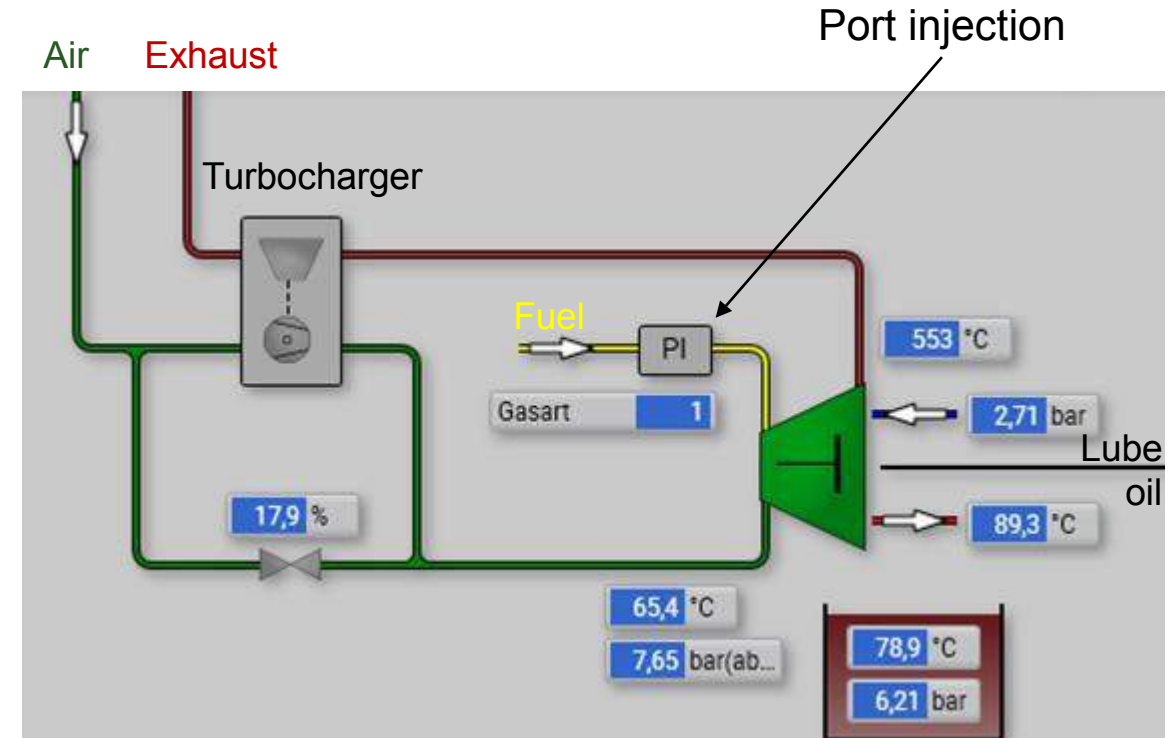 Port injection
Air Exhaust
Turbocharger
Fuel
PI
553 °C
Gasart 1
2,71 bar
Lube
oil
17,9 %
89,3 °C
65,4 °C
7,65 bar(ab...
78,9 °C
6,21 bar